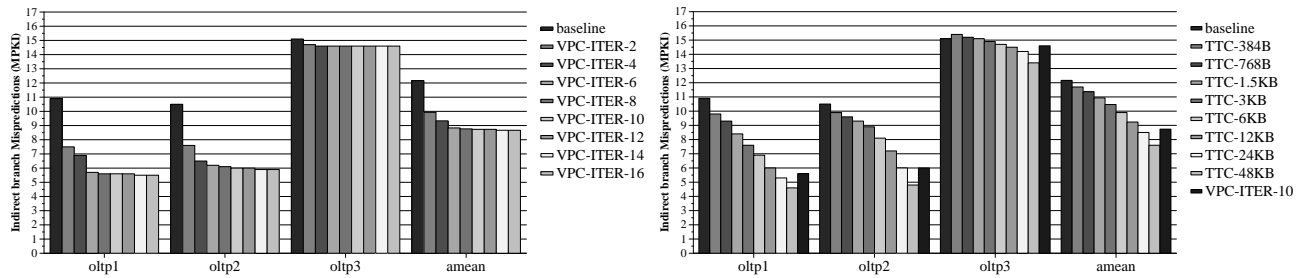 Indirect branch Mispredictions (MPKI)
17
16
15
14
13
12
11
10
9
8
7
6
5
4
3
2
1
0
oltp1
oltp2
oltp3
amean
baseline
VPC-ITER-2
VPC-ITER-4
VPC-ITER-6
VPC-ITER-8
VPC-ITER-10
VPC-ITER-12
VPC-ITER-14
VPC-ITER-16
Indirect branch Mispredictions (MPKI)
17
16
15
14
13
12
11
10
9
8
7
6
5
4
3
2
1
0
oltp1
oltp2
oltp3
amean
baseline
TTC-384B
TTC-768B
TTC-1.5KB
TTC-3KB
TTC-6KB
TTC-12KB
TTC-24KB
TTC-48KB
VPC-ITER-10